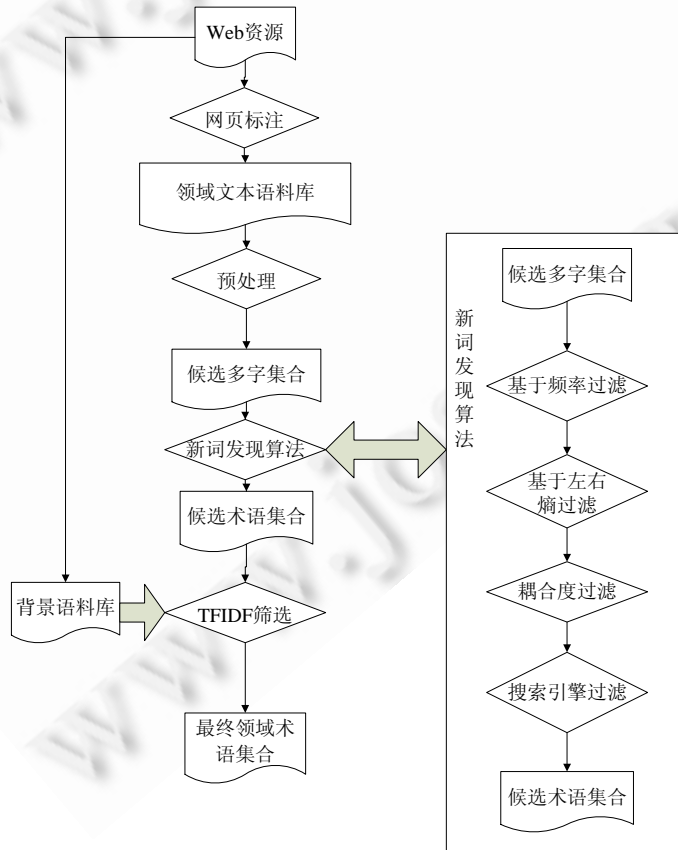 Web资源
网页标注
领域文本语料库
预处理
候选多字集合
新词发现算法
候选术语集合
背景语料库
TFIDF筛选
最终领域术
语集合
新
词
发
现
算
法
候选多字集合
基于频率过滤
基于左右
熵过滤
耦合度过滤
搜索引擎过滤
候选术语集合